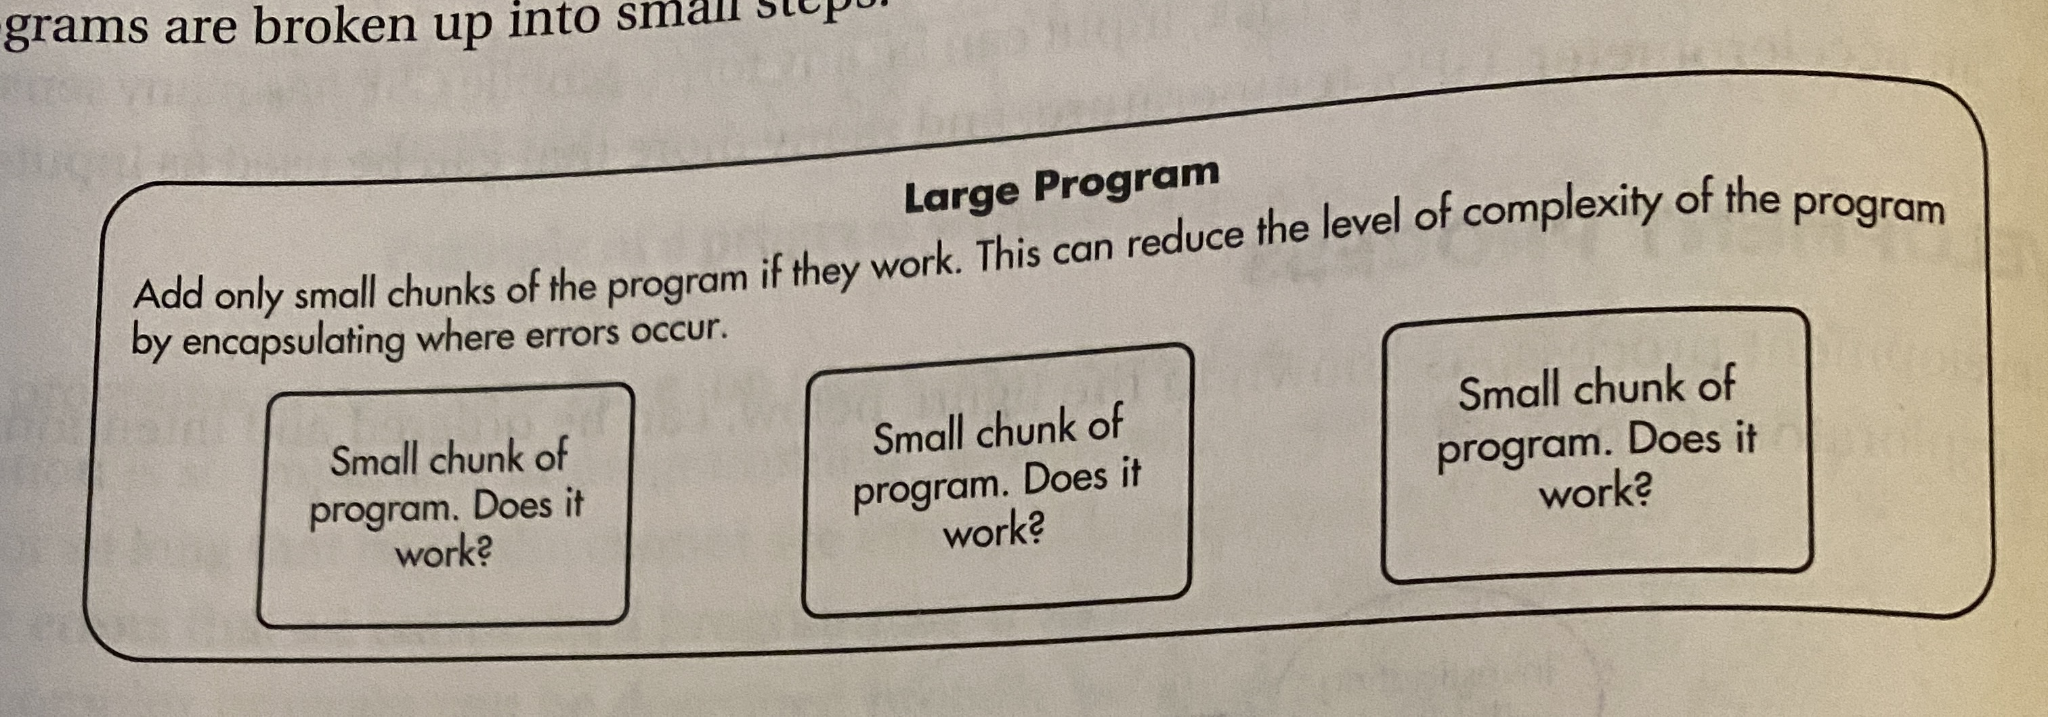 grams are broken up into small steps.
Large Program
Add only small chunks of the program if they work. This can reduce the level of complexity of the program
by encapsulating where errors occur.
Small chunk of
program. Does it
work?
Small chunk of
program. Does it
work?
Small chunk of
program. Does it
work?